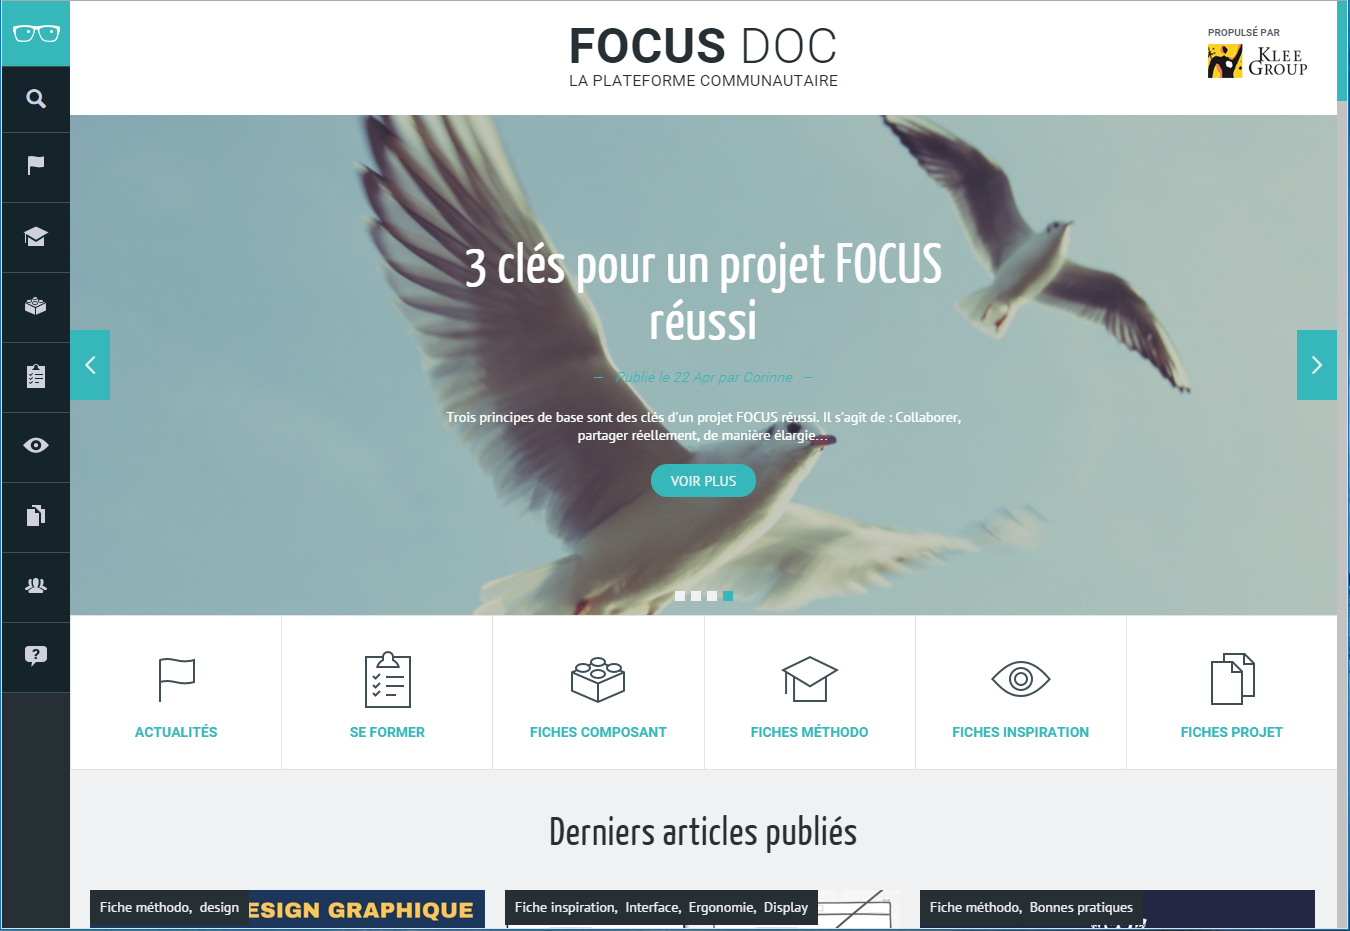 FOCUS DOC
LA PLATEFORME COMMUNAUTAIRE
PROPULSÉ PAR
KLEE
GROUP
3 clés pour un projet FOCUS
réussi
— Publié le 22 Apr par Corinne —
Trois principes de base sont des clés d'un projet FOCUS réussi. Il s'agit de : Collaborer,
partager réellement, de manière élargie...
VOIR PLUS
ACTUALITÉS
SE FORMER
FICHES COMPOSANT
FICHES MÉTHODO
FICHES INSPIRATION
FICHES PROJET
Derniers articles publiés
Fiche méthodo, design
ESIGN GRAPHIQUE
Fiche inspiration, Interface, Ergonomie, Display
Fiche méthodo, Bonnes pratiques